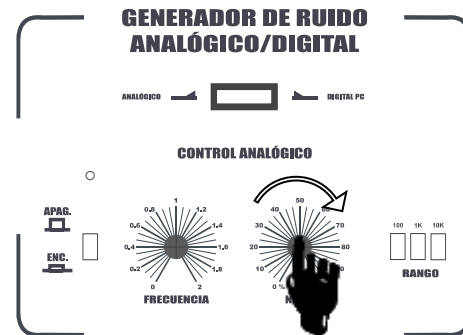 GENERADOR DE RUIDO
ANALÓGICO/DIGITAL
ANALÓGICO
DIGITAL PC
CONTROL ANALÓGICO
APAG.
ENC.
0 0.2 0.4 0.6 0.8 1 1.2 1.4 1.6 1.8 2
FRECUENCIA
0 % 10 20 30 40 50 60 70 80
100 1K 10K
RANGO